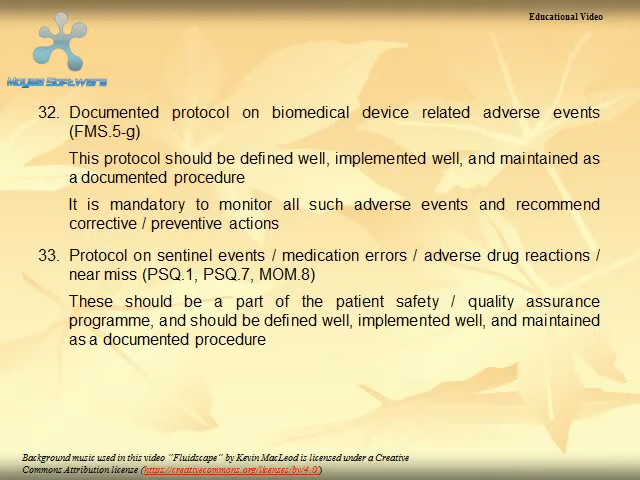 Educational Video
Moyas Software
32. Documented protocol on biomedical device related adverse events
(FMS.5-g)
This protocol should be defined well, implemented well, and maintained as
a documented procedure
It is mandatory to monitor all such adverse events and recommend
corrective / preventive actions
33. Protocol on sentinel events / medication errors / adverse drug reactions /
near miss (PSQ.1, PSQ.7, MOM.8)
These should be a part of the patient safety / quality assurance
programme, and should be defined well, implemented well, and maintained
as a documented procedure
Background music used in this video "Fluidscape" by Kevin MacLeod is licensed under a Creative
Commons Attribution license (https://creativecommons.org/licenses/by/4.0/)